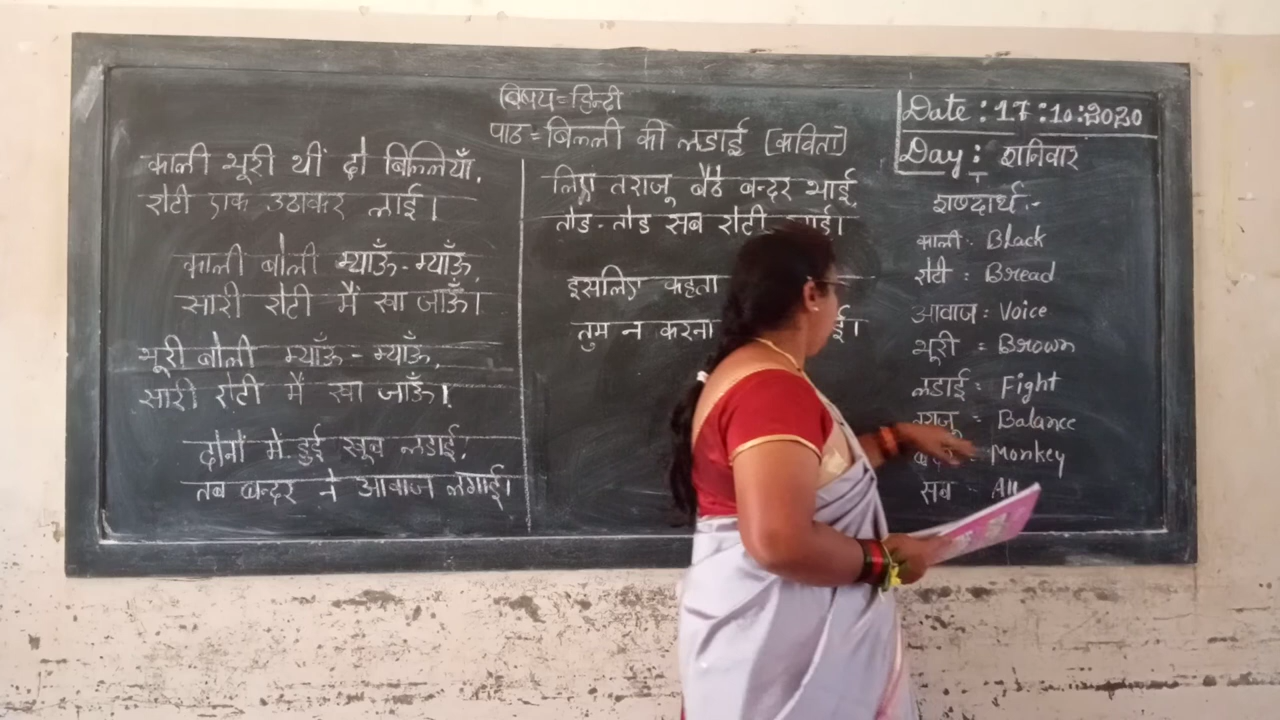 विषय=हिन्दी
पाठ=बिल्ली की लडाई [कविता]
Date : 17 :10:2020
Day : शनिवार
काली भूरी थीं दो बिल्लियाँ,
रोटी एक उठाकर लाई।
काली बोली म्याँऊ-म्याँऊ,
सारी रोटी मैं खा जाऊँ।
भूरी बोली म्याँऊ-म्याँऊ,
सारी रोटी मैं खा जाऊँ।
दोनों मे हुई खूब लडाई,
तब बन्दर ने आवाज लगाई।
लिए तराजू बैठे बन्दर भाई,
तोड-तोड सब रोटी
इसलिए कहता
तुम न करना
शब्दार्थ:-
काली - Black
रोटी : Bread
आवाज : Voice
भूरी = Brown
लडाई = Fight
= Balance
= Monkey
सब - All